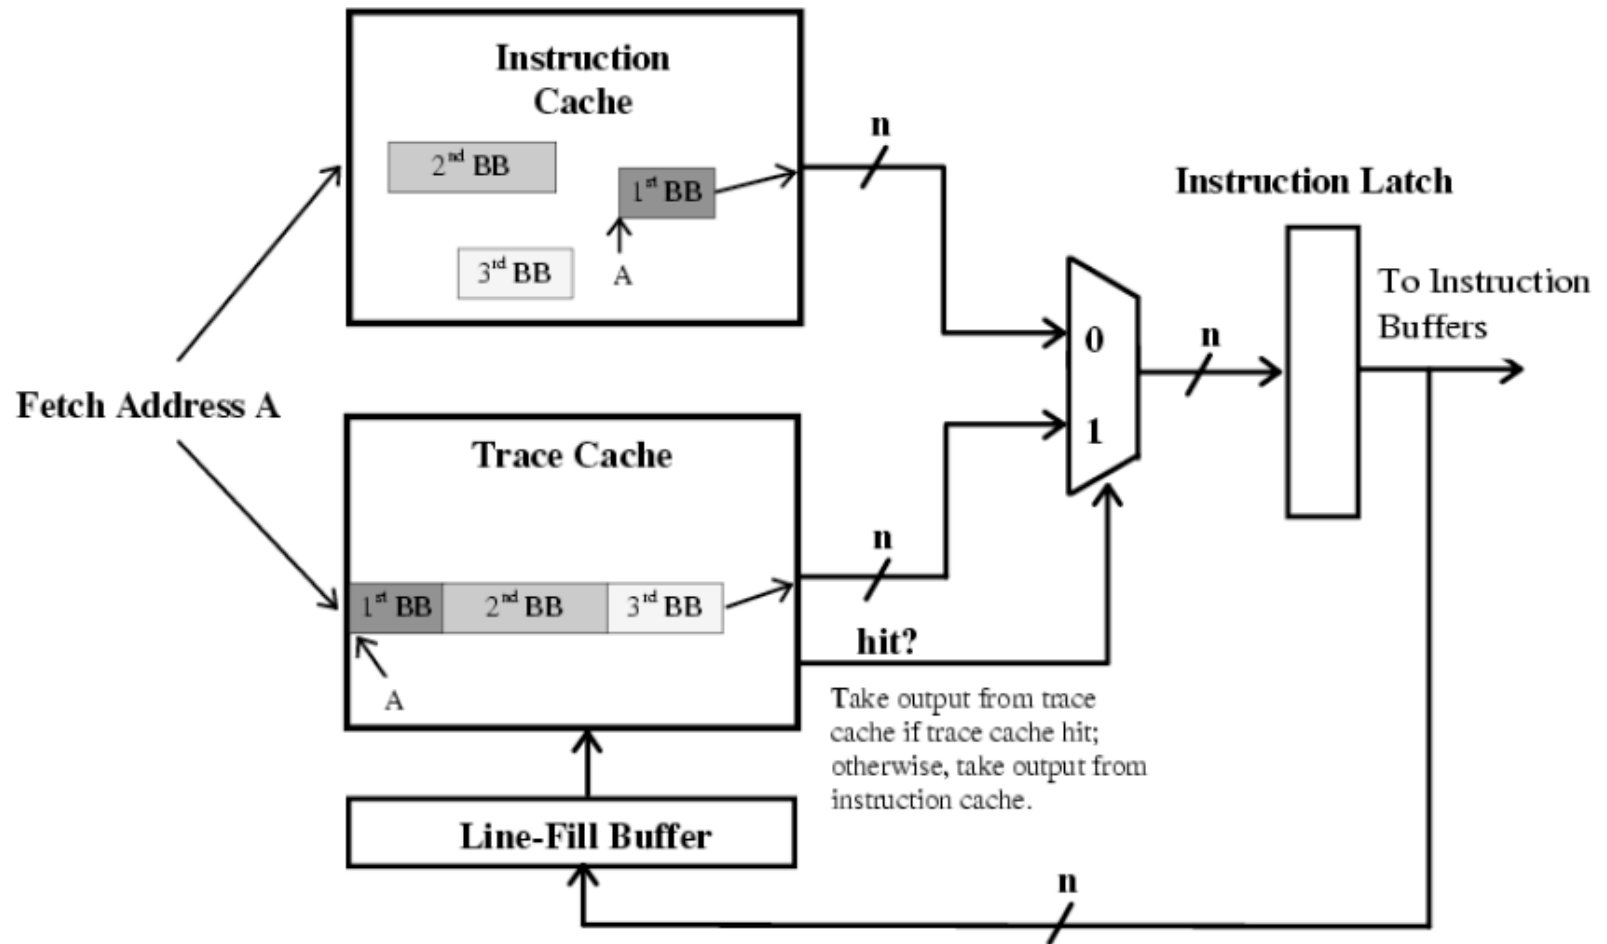 Instruction
Cache
2nd BB
1st BB
3rd BB
A
n
Instruction Latch
0
1
n
To Instruction
Buffers
Fetch Address A
Trace Cache
1st BB
2nd BB
3rd BB
A
n
hit?
Take output from trace
cache if trace cache hit;
otherwise, take output from
instruction cache.
Line-Fill Buffer
n